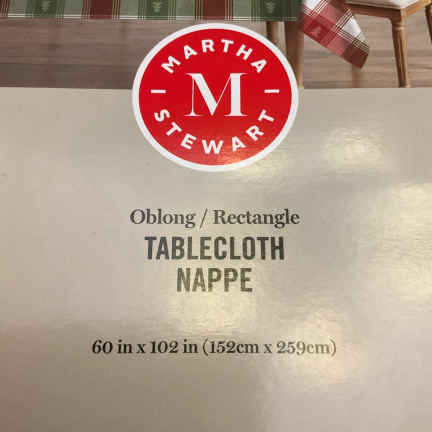 MARTHA
M
STEWART
Oblong / Rectangle
TABLECLOTH
NAPPE
60 in x 102 in (152cm x 259cm)